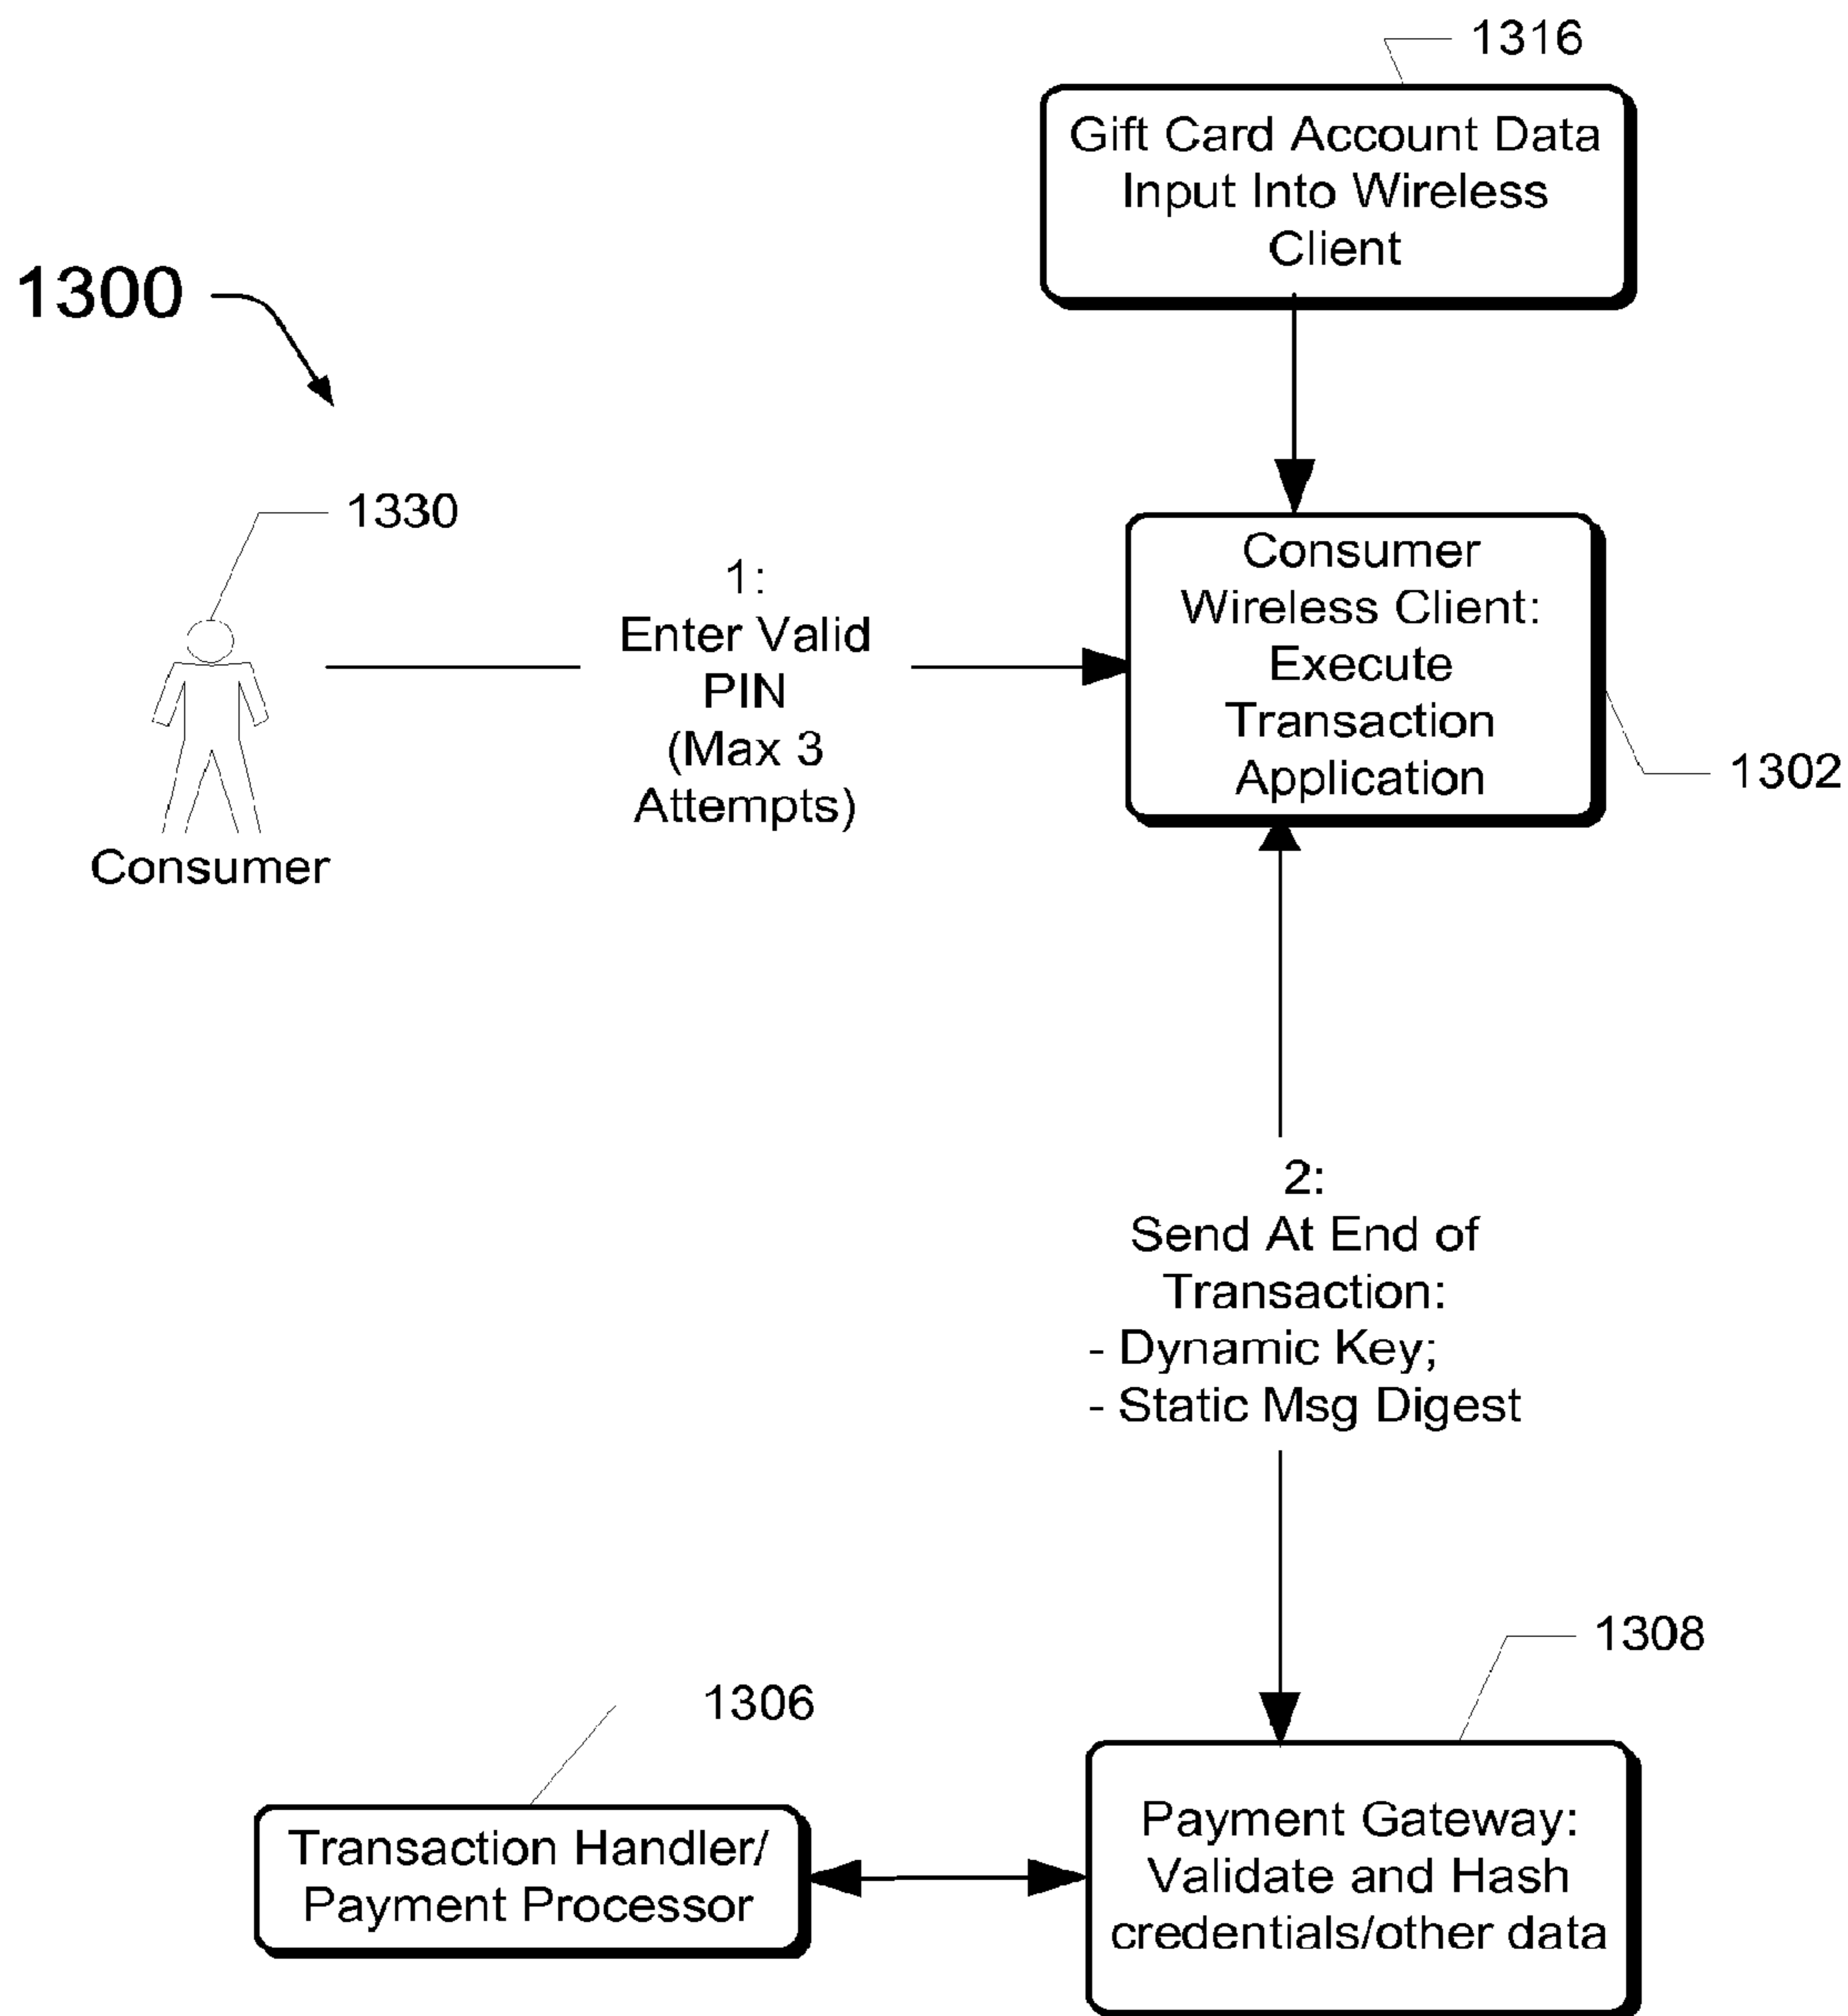 1316
Gift Card Account Data
Input Into Wireless
Client
1300
1330
1:
Enter Valid
PIN
(Max 3
Attempts)
Consumer
Consumer
Wireless Client:
Execute
Transaction
Application
1302
2:
Send At End of
Transaction:
- Dynamic Key;
- Static Msg Digest
1308
1306
Transaction Handler/
Payment Processor
Payment Gateway:
Validate and Hash
credentials/other data